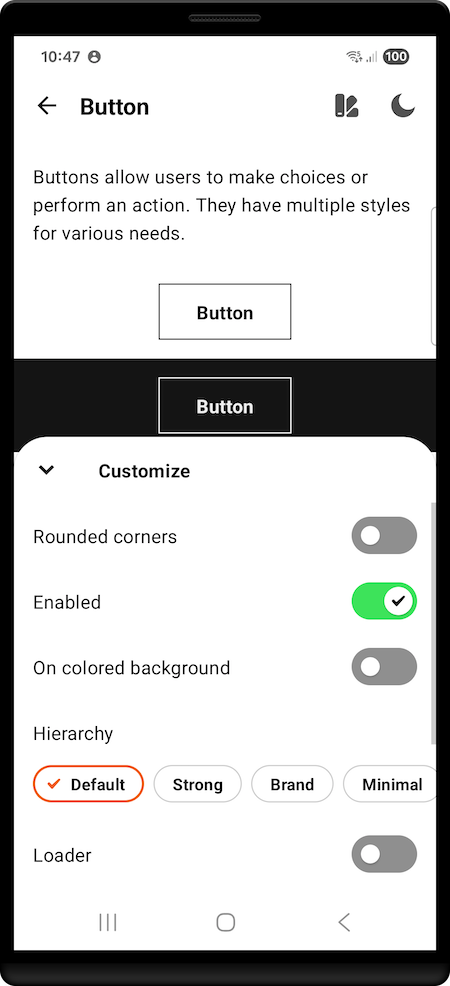 10:47
100
Button
Buttons allow users to make choices or
perform an action. They have multiple styles
for various needs.
Button
Button
Customize
Rounded corners
Enabled
On colored background
Hierarchy
Default Strong Brand Minimal
Loader